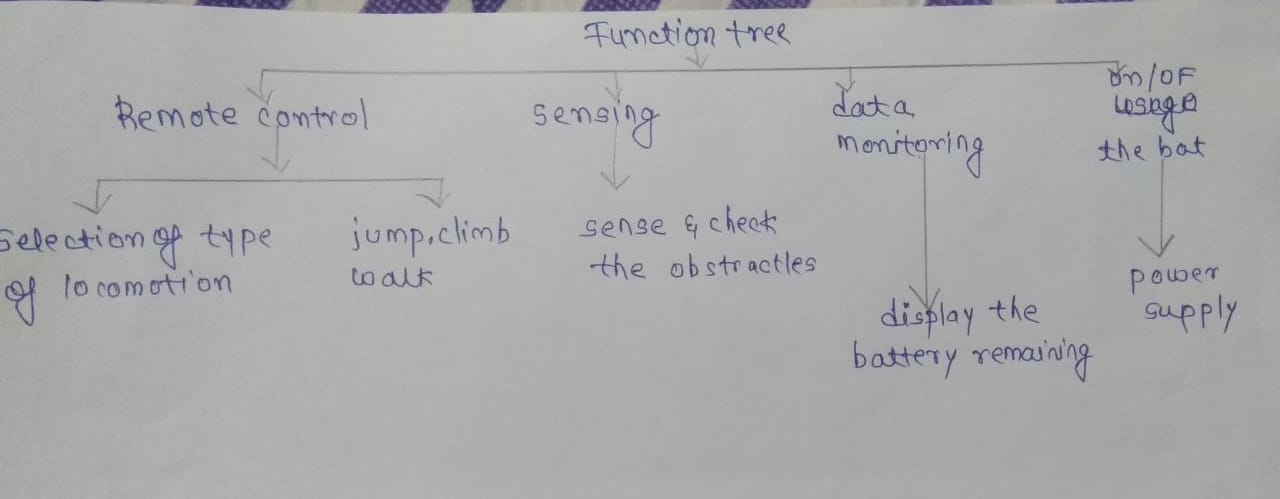 Function tree
Remote control
sensing
data
monitoring
on/OF
usage
the bat
Selection of type
of locomotion
jump, climb
walk
sense & check
the obstractles
display the
battery remaining
power
supply